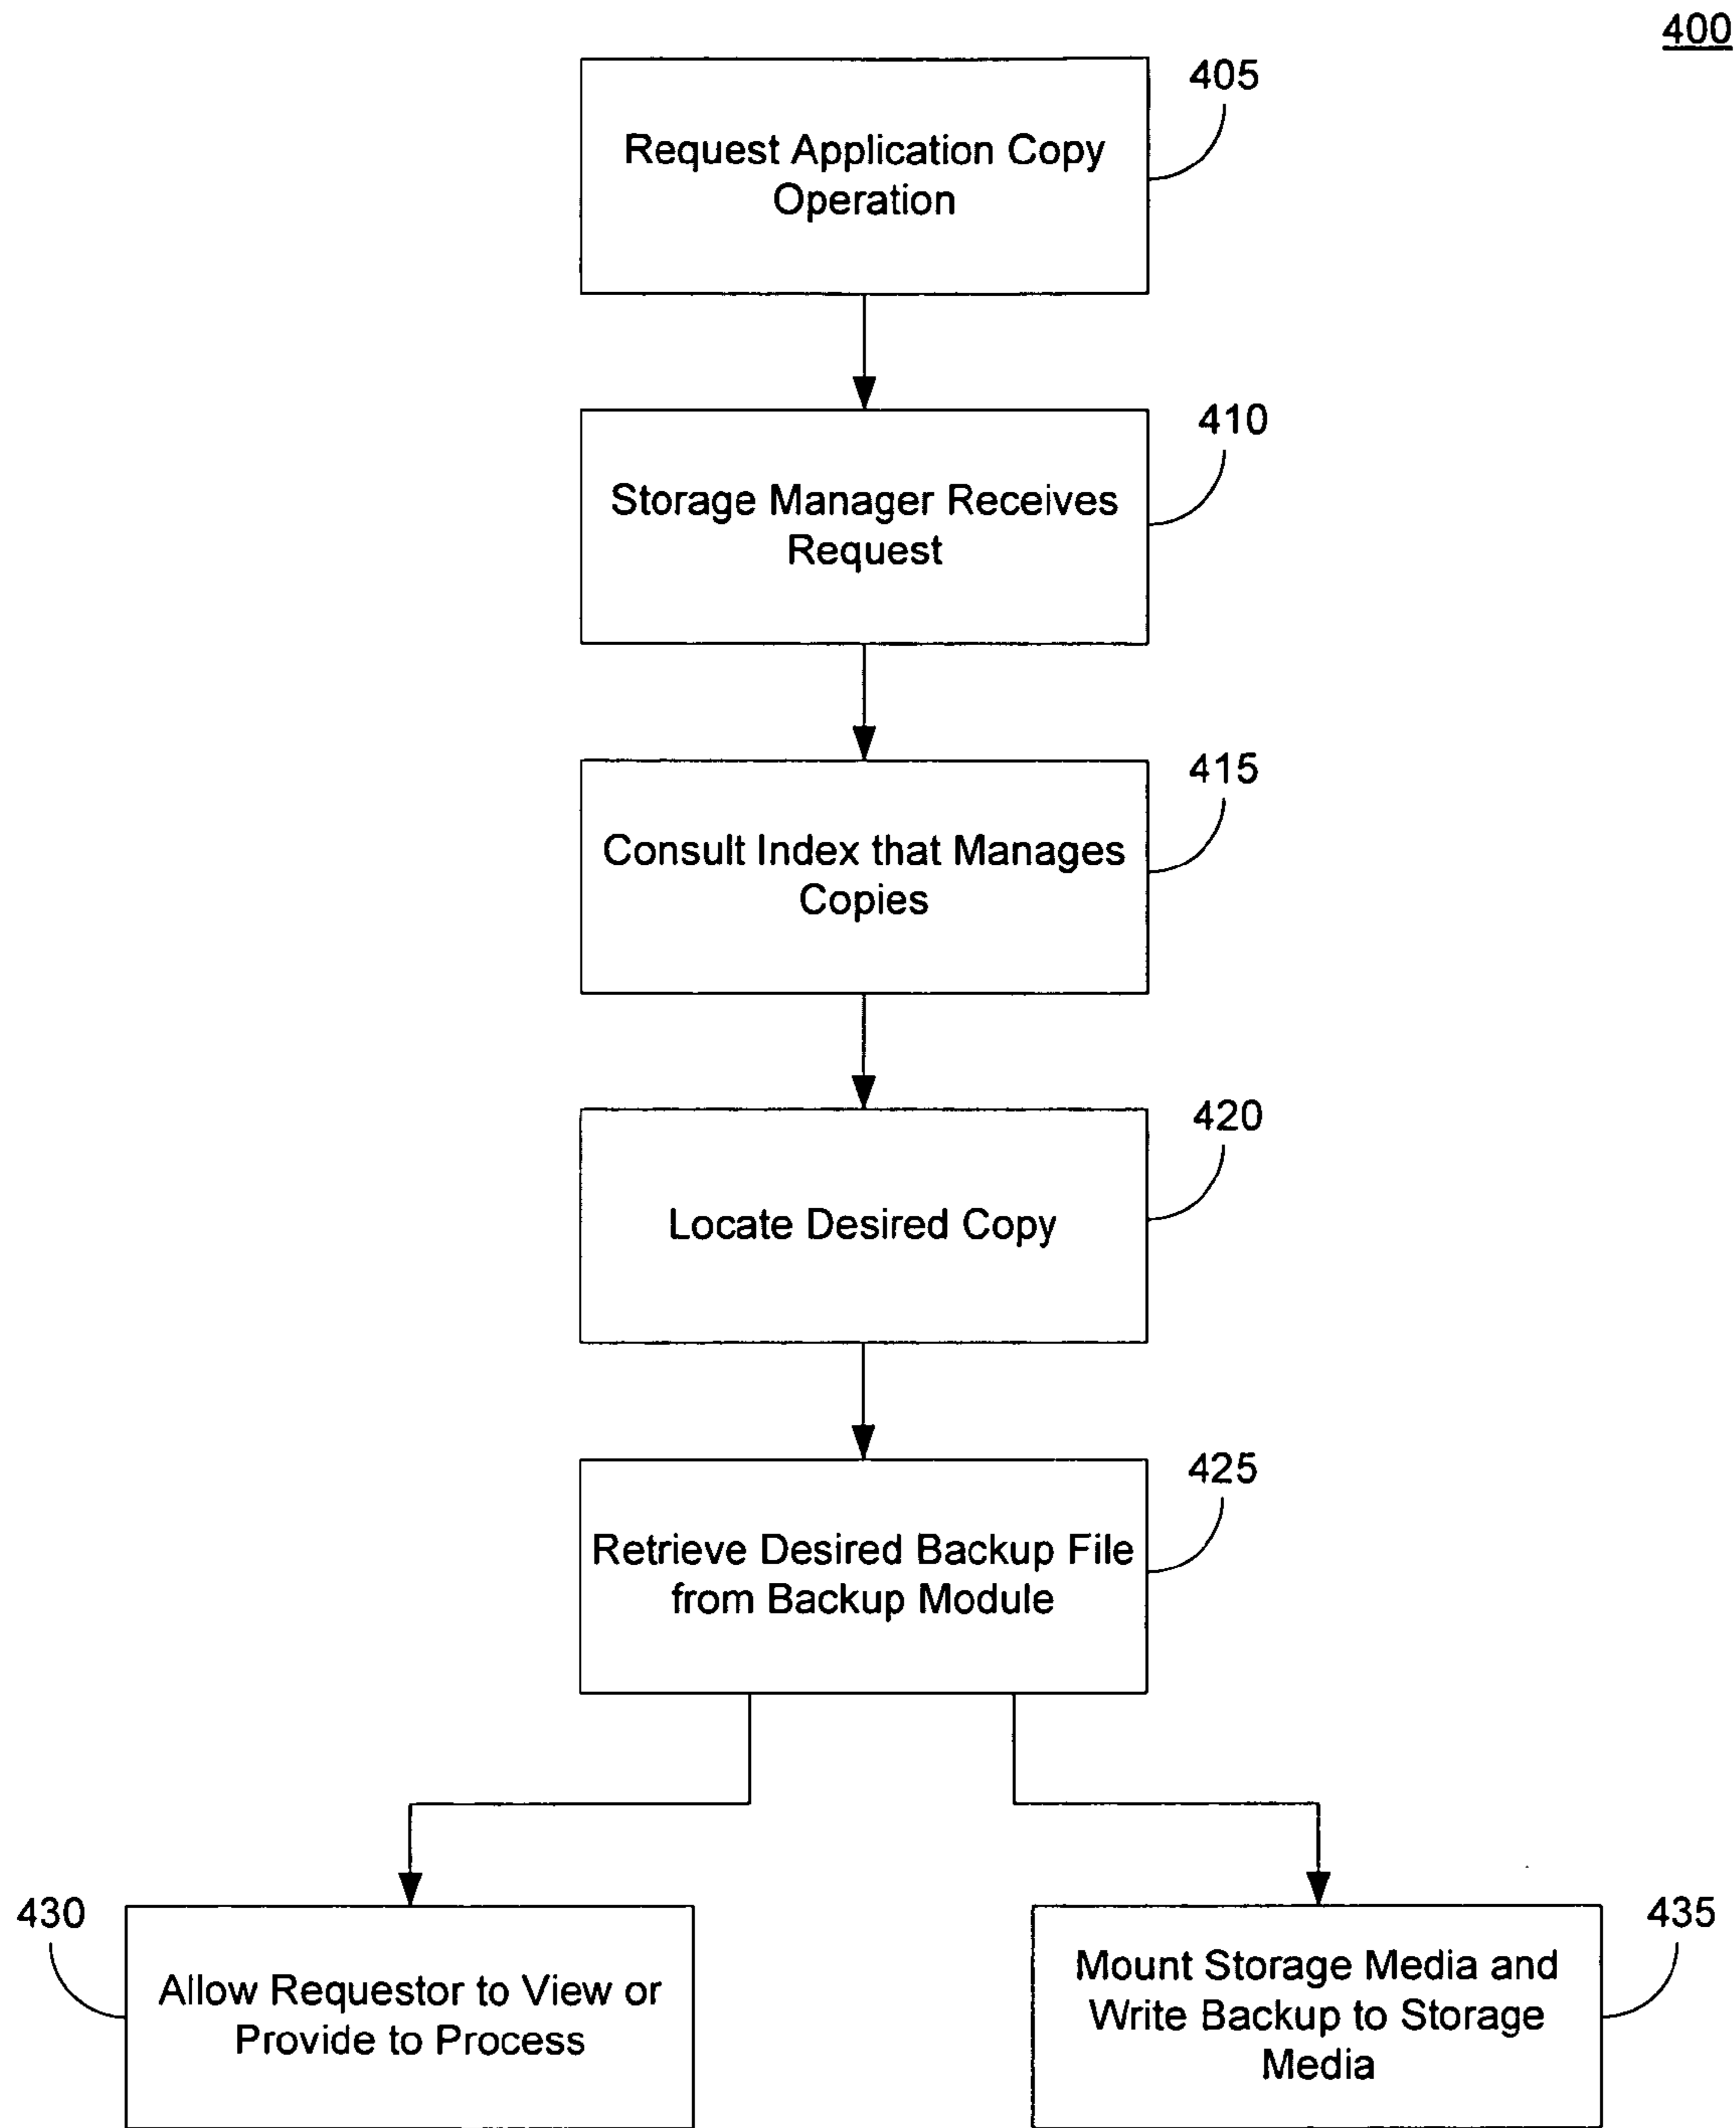 400
405
Request Application Copy
Operation
410
Storage Manager Receives
Request
415
Consult Index that Manages
Copies
420
Locate Desired Copy
425
Retrieve Desired Backup File
from Backup Module
430
Allow Requestor to View or
Provide to Process
435
Mount Storage Media and
Write Backup to Storage
Media